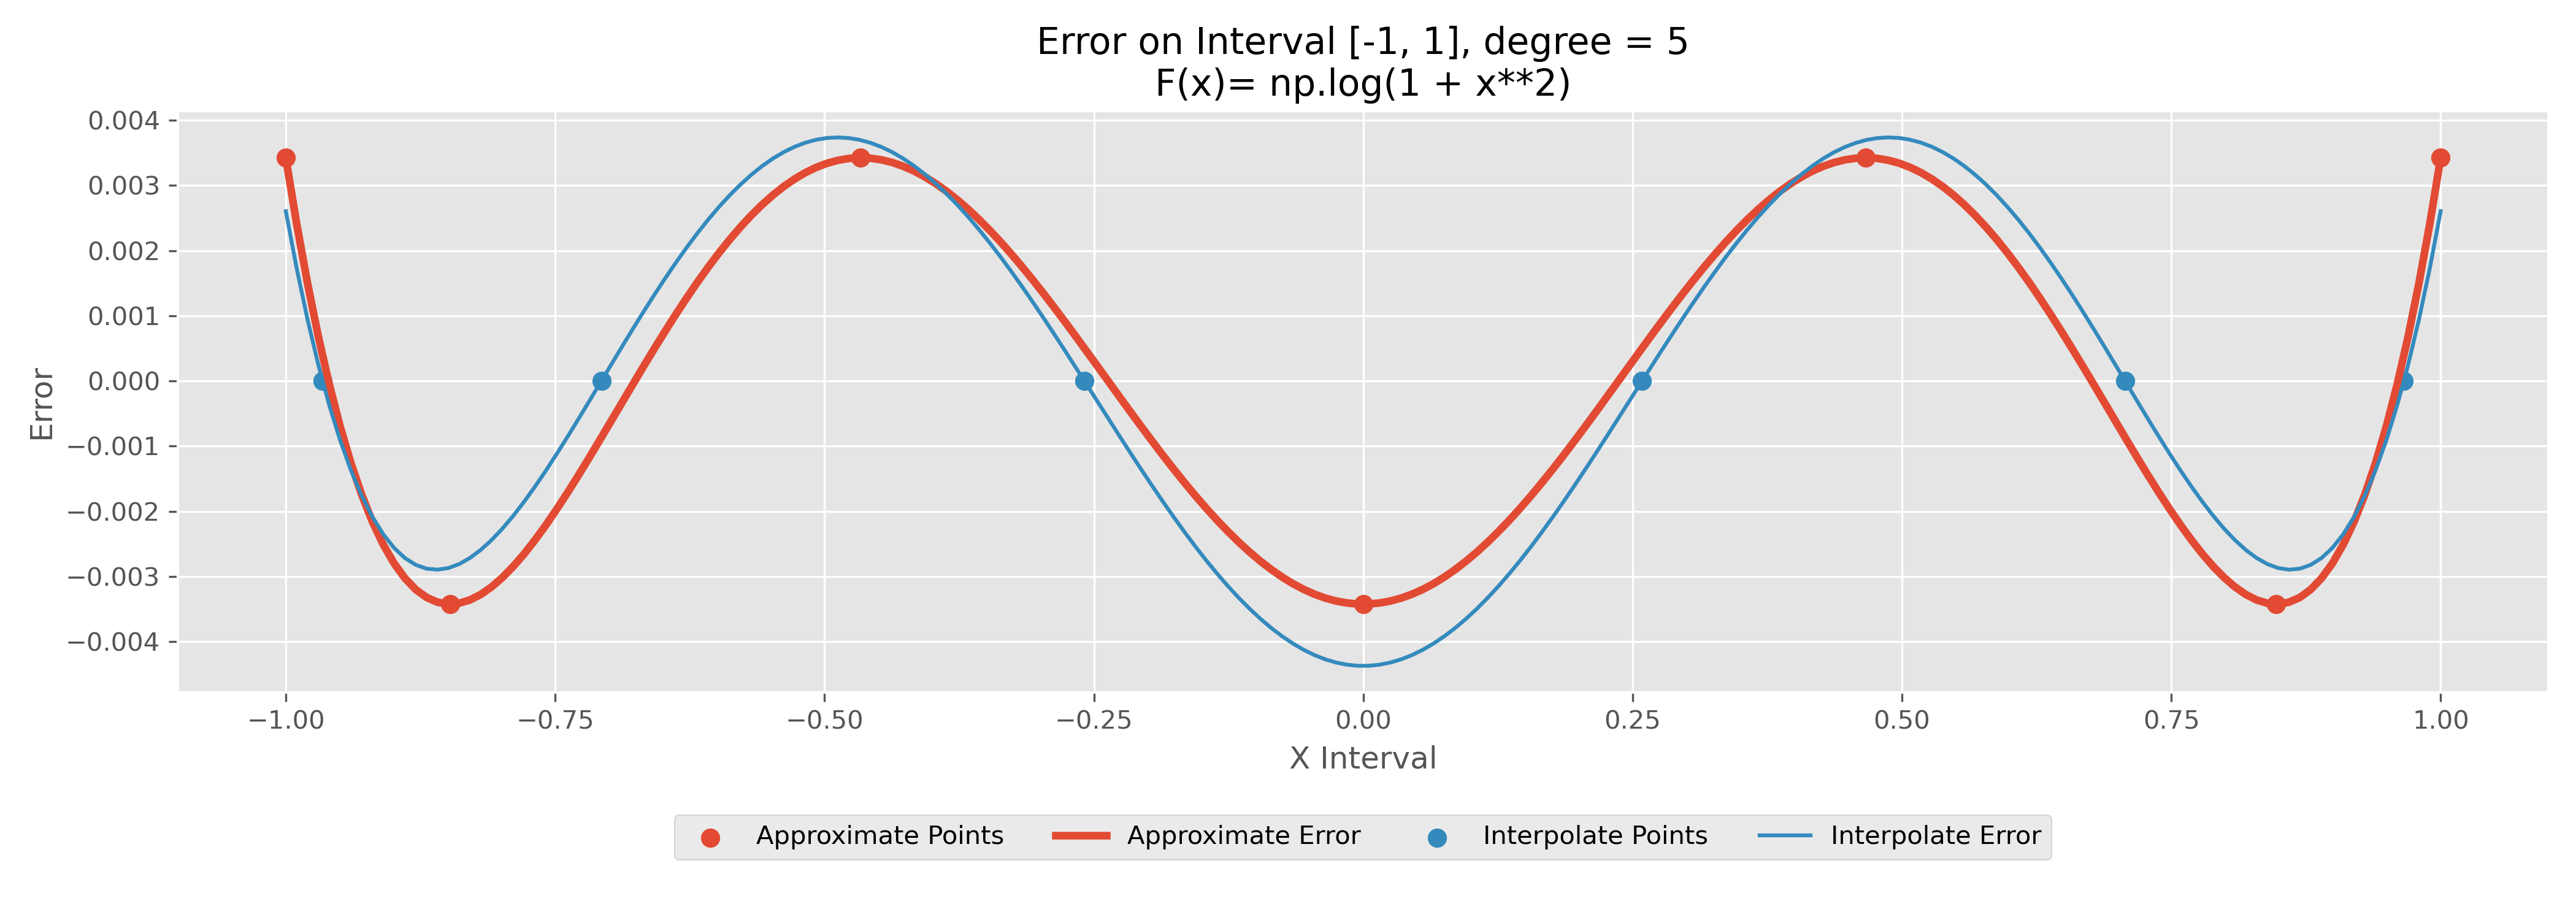 Error on Interval [-1, 1], degree = 5
F(x)= np.log(1 + x**2)
0.004
0.003
0.002
0.001
0.000
−0.001
−0.002
−0.003
−0.004
Error
−1.00 −0.75 −0.50 −0.25 0.00 0.25 0.50 0.75 1.00
X Interval
Approximate Points Approximate Error Interpolate Points Interpolate Error